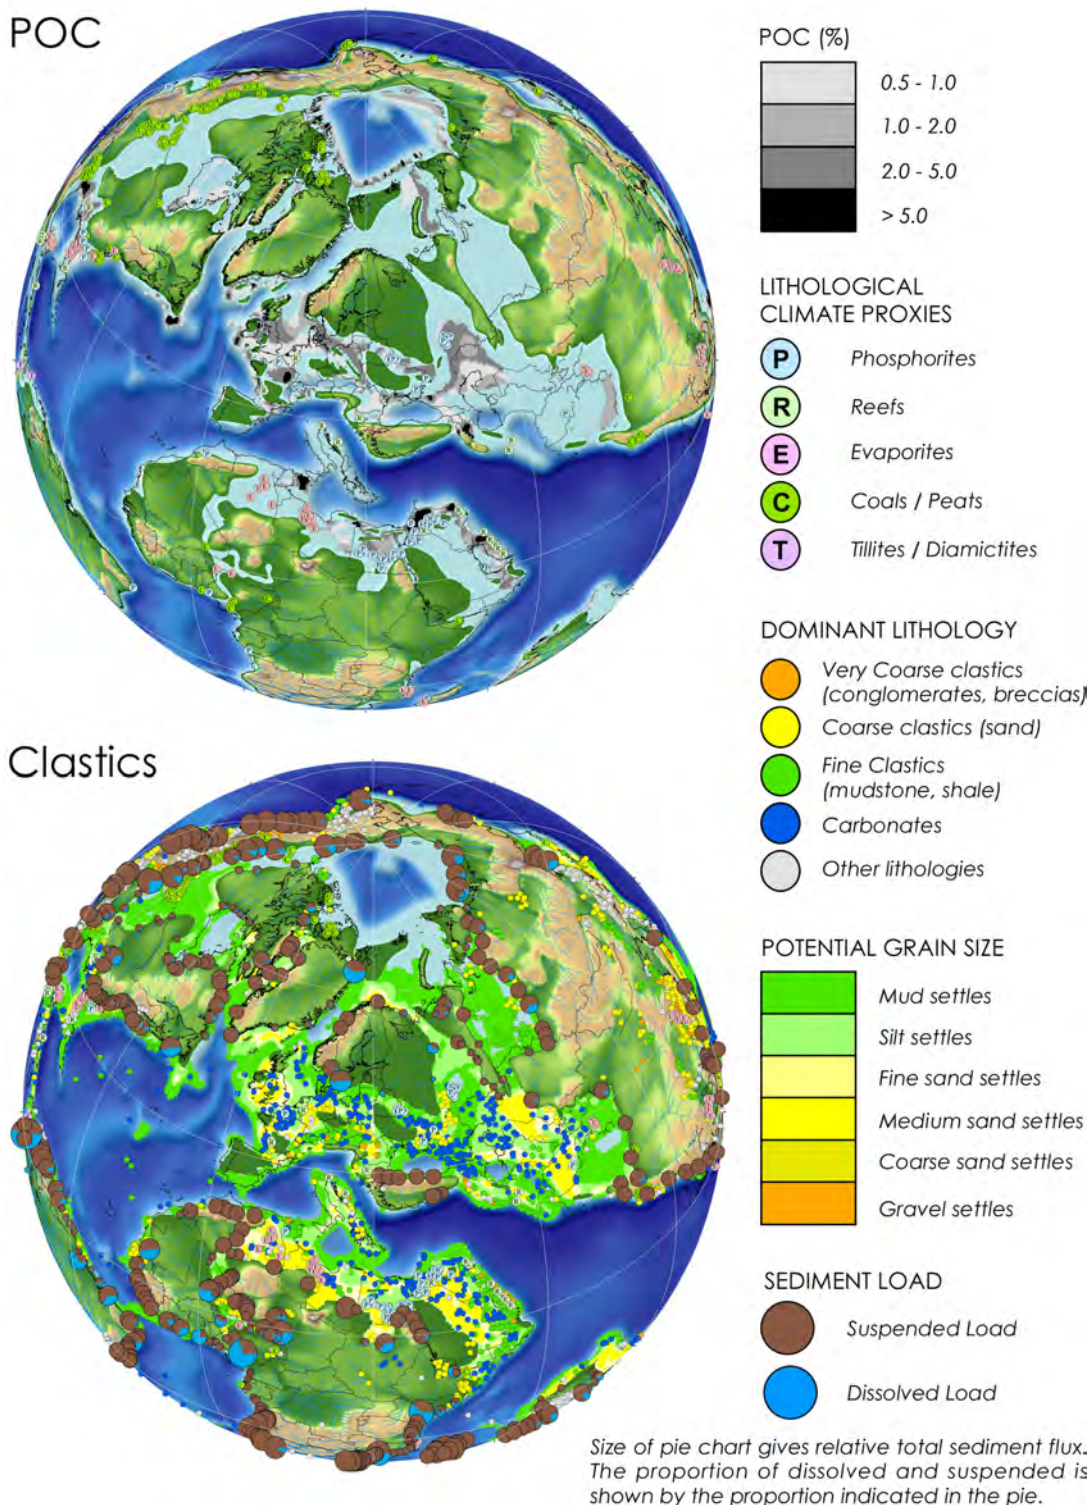 POC
POC (%)
0.5 - 1.0
1.0 - 2.0
2.0 - 5.0
> 5.0
LITHOLOGICAL
CLIMATE PROXIES
P Phosphorites
R Reefs
E Evaporites
C Coals / Peats
T Tillites / Diamictites
DOMINANT LITHOLOGY
Very Coarse clastics
(conglomerates, breccias)
Coarse clastics (sand)
Fine Clastics
(mudstone, shale)
Carbonates
Other lithologies
Clastics
POTENTIAL GRAIN SIZE
Mud settles
Silt settles
Fine sand settles
Medium sand settles
Coarse sand settles
Gravel settles
SEDIMENT LOAD
Suspended Load
Dissolved Load
Size of pie chart gives relative total sediment flux.
The proportion of dissolved and suspended is
shown by the proportion indicated in the pie.